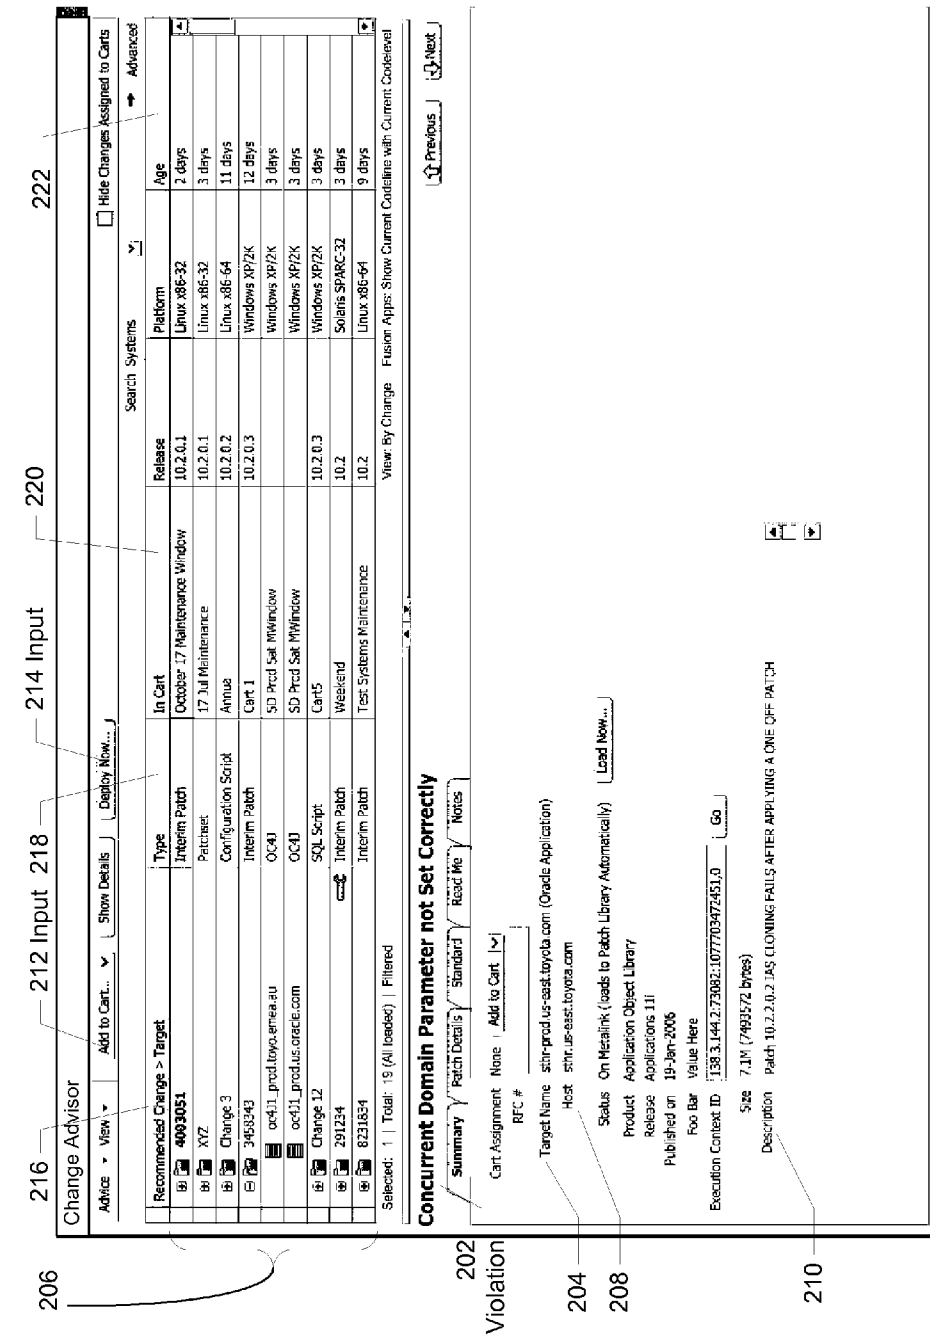 222
220
214 Input
218
212 Input
216
206
Change Advisor
Advice View Add to Cart... Show Details Deploy Now... Hide Changes Assigned to Carts
Search Systems Advanced
Recommended Change > Target Type In Cart Release Platform Age
4003051 Interim Patch October 17 Maintenance Window 10.2.0.1 Linux x86-32 2 days
XYZ Patchset 17 Jul Maintenance 10.2.0.1 Linux x86-32 3 days
Change 3 Configuration Script Annua 10.2.0.2 Linux x86-64 11 days
3458343 Interim Patch Cart 1 10.2.0.3 Windows XP/2K 12 days
oc4J1_prod.toyo.emea.au OC4J SD Prod Sat MWindow Windows XP/2K 3 days
oc4J1_prod.us.oracle.com OC4J SD Prod Sat MWindow Windows XP/2K 3 days
Change 12 SQL Script Cart5 10.2.0.3 Windows XP/2K 3 days
291234 Interim Patch Weekend 10.2 Solaris SPARC-32 3 days
8231834 Interim Patch Test Systems Maintenance 10.2 Linux x86-64 9 days
Selected: 1 | Total: 19 (All loaded) | Filtered View: By Change Fusion Apps: Show Current Codeline with Current Codelevel
Concurrent Domain Parameter not Set Correctly Previous Next
Summary Patch Details Standard Read Me Notes
202
Violation
Cart Assignment None | Add to Cart
RFC #
Target Name sthr-prod.us-east.toyota.com (Oracle Application)
Host sthr.us-east.toyota.com
204
Status On Metalink (loads to Patch Library Automatically) Load Now...
208
Product Application Object Library
Release Applications 11i
Published on 19-Jan-2006
Foo Bar Value Here
Execution Context ID 138.3.144.2:73082:1077703472451,0 Go
Size 7.1M (7493572 bytes)
Description Patch 10.2.2.0.2 IAS CLONING FAILS AFTER APPLYING A ONE OFF PATCH
210